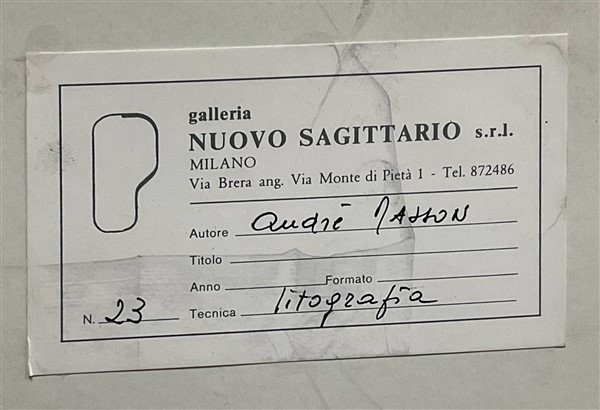 galleria
NUOVO SAGITTARIO s.r.l.
MILANO
Via Brera ang. Via Monte di Pietà 1 - Tel. 872486
Autore André Masson
Titolo
Anno Formato
N. 23 Tecnica litografia